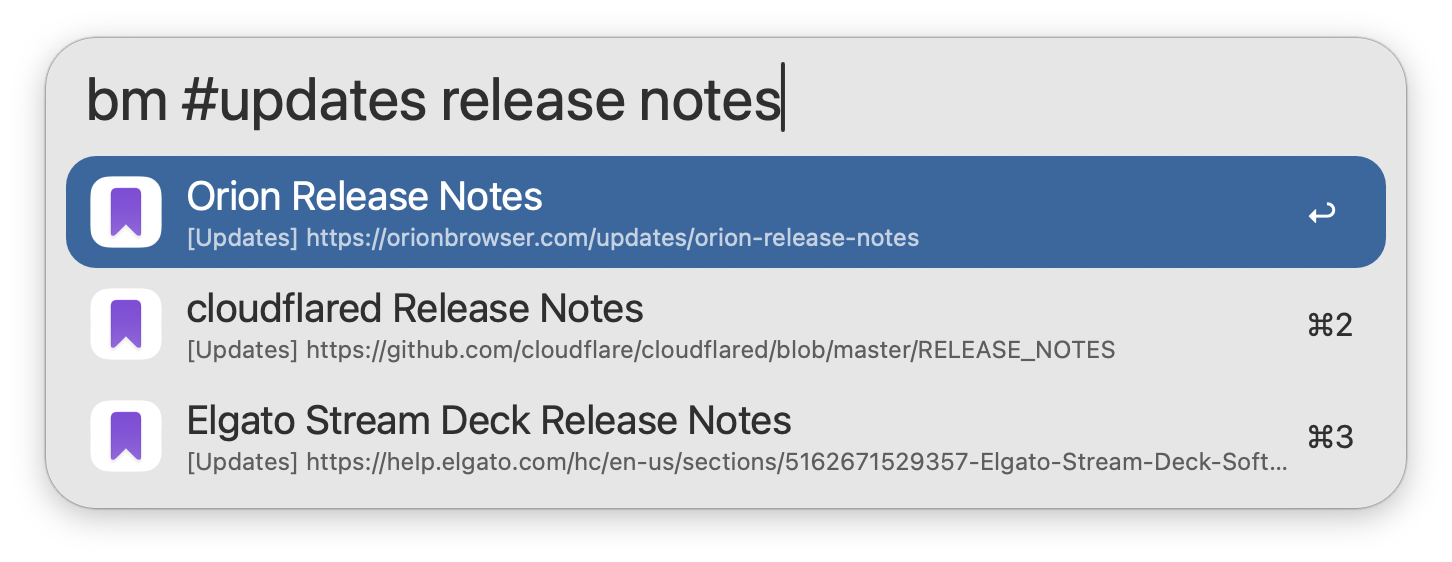 bm #updates release notes
Orion Release Notes
[Updates] https://orionbrowser.com/updates/orion-release-notes
cloudflared Release Notes
[Updates] https://github.com/cloudflare/cloudflared/blob/master/RELEASE_NOTES
⌘2
Elgato Stream Deck Release Notes
[Updates] https://help.elgato.com/hc/en-us/sections/5162671529357-Elgato-Stream-Deck-Soft...
⌘3